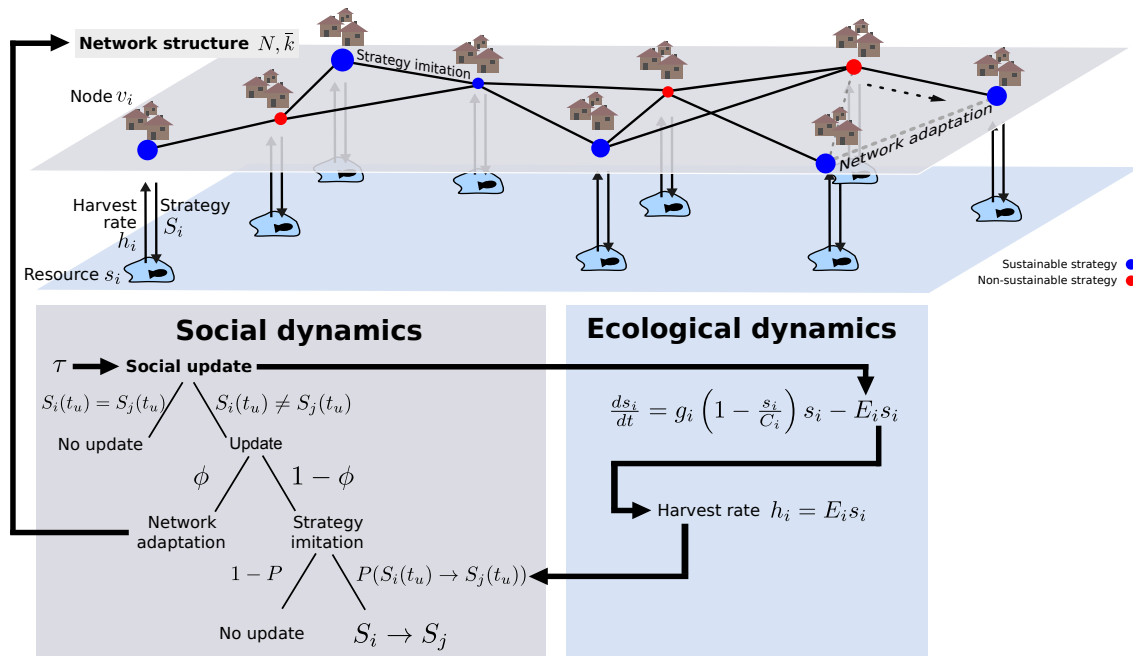 Network structure N, k̄
Strategy imitation
Node v_i
Network adaptation
Harvest rate h_i
Strategy S_i
Resource s_i
Sustainable strategy
Non-sustainable strategy
Social dynamics
τ
Social update
S_i(t_u) = S_j(t_u)
S_i(t_u) ≠ S_j(t_u)
No update
Update
ϕ
1 − ϕ
Network adaptation
Strategy imitation
1 − P
P(S_i(t_u) → S_j(t_u))
No update
S_i → S_j
Ecological dynamics
ds_i/dt = g_i (1 − s_i/C_i) s_i − E_i s_i
Harvest rate h_i = E_i s_i